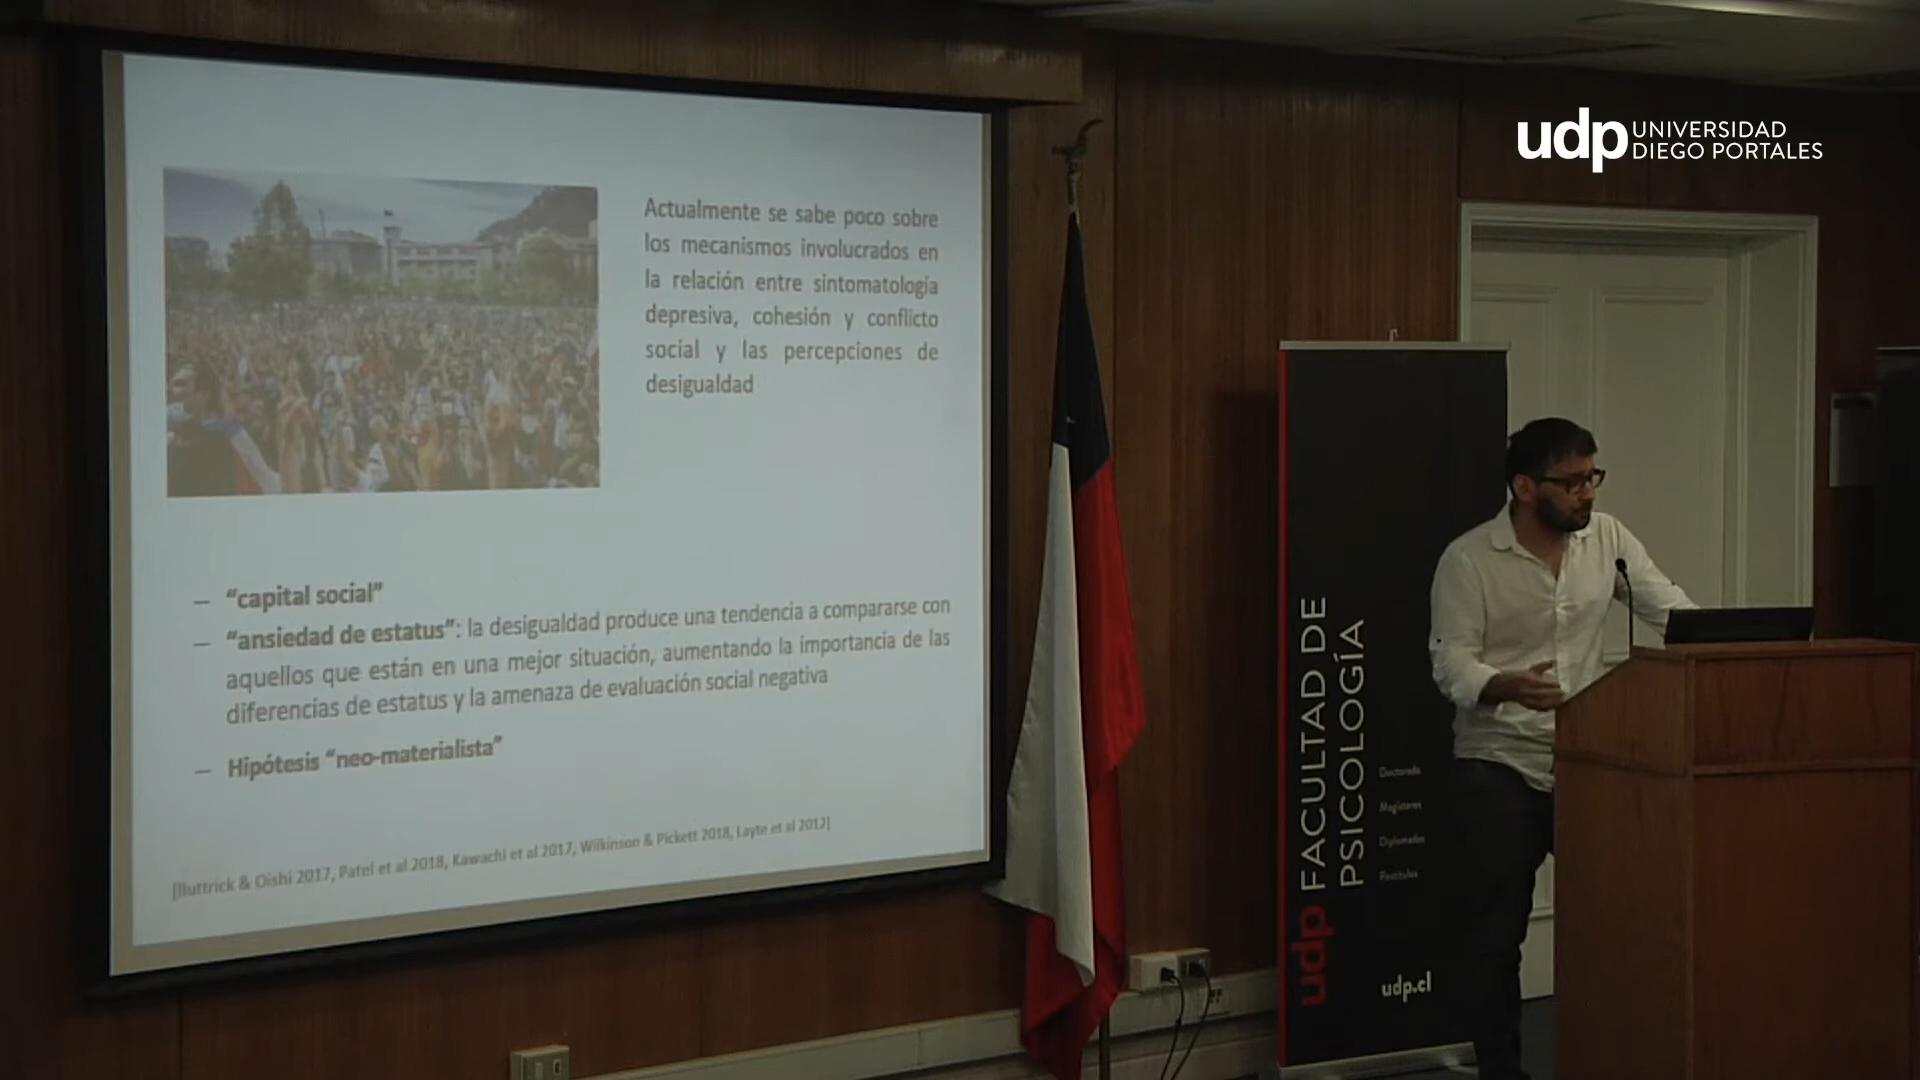 Actualmente se sabe poco sobre
los mecanismos involucrados en
la relación entre sintomatología
depresiva, cohesión y conflicto
social y las percepciones de
desigualdad
– “capital social”
– “ansiedad de estatus”: la desigualdad produce una tendencia a compararse con
aquellos que están en una mejor situación, aumentando la importancia de las
diferencias de estatus y la amenaza de evaluación social negativa
– Hipótesis “neo-materialista”
[Buttrick & Oishi 2017, Patel et al 2018, Kawachi et al 2017, Wilkinson & Pickett 2018, Layte et al 2012]
udp UNIVERSIDAD
DIEGO PORTALES
udp FACULTAD DE
PSICOLOGÍA
Doctorado
Magísteres
Diplomados
Postítulos
udp.cl